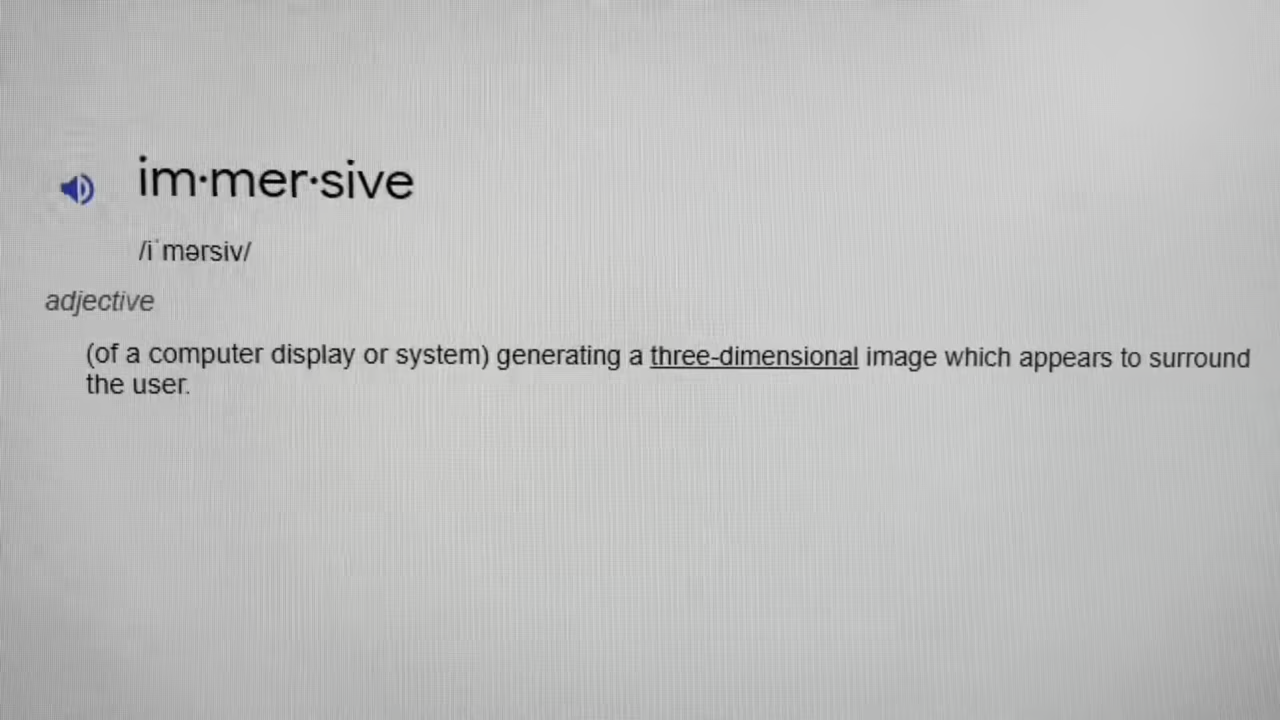 im·mer·sive
/iˈmərsiv/
adjective
(of a computer display or system) generating a three-dimensional image which appears to surround
the user.